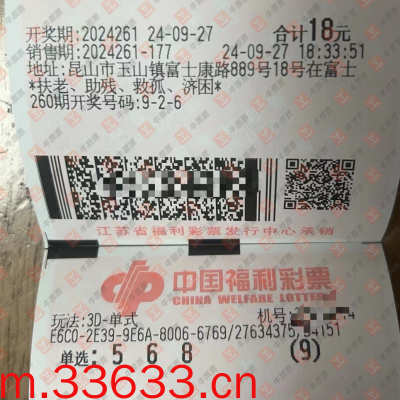 开奖期:2024261 24-09-27 合计18元
销售期:2024261-177 24-09-27 18:33:51
地址:昆山市玉山镇富士康路889号18号在富士
*扶老、助残、救孤、济困*
260期开奖号码:9-2-6
江苏省福利彩票发行中心承销
中国福利彩票
CHINA WELFARE LOTTERY
玩法:3D-单式 机号:
E6C0-2E39-9E6A-8006-6769/27634375,94151
单选: 5 6 8 (9)
m.33633.cn